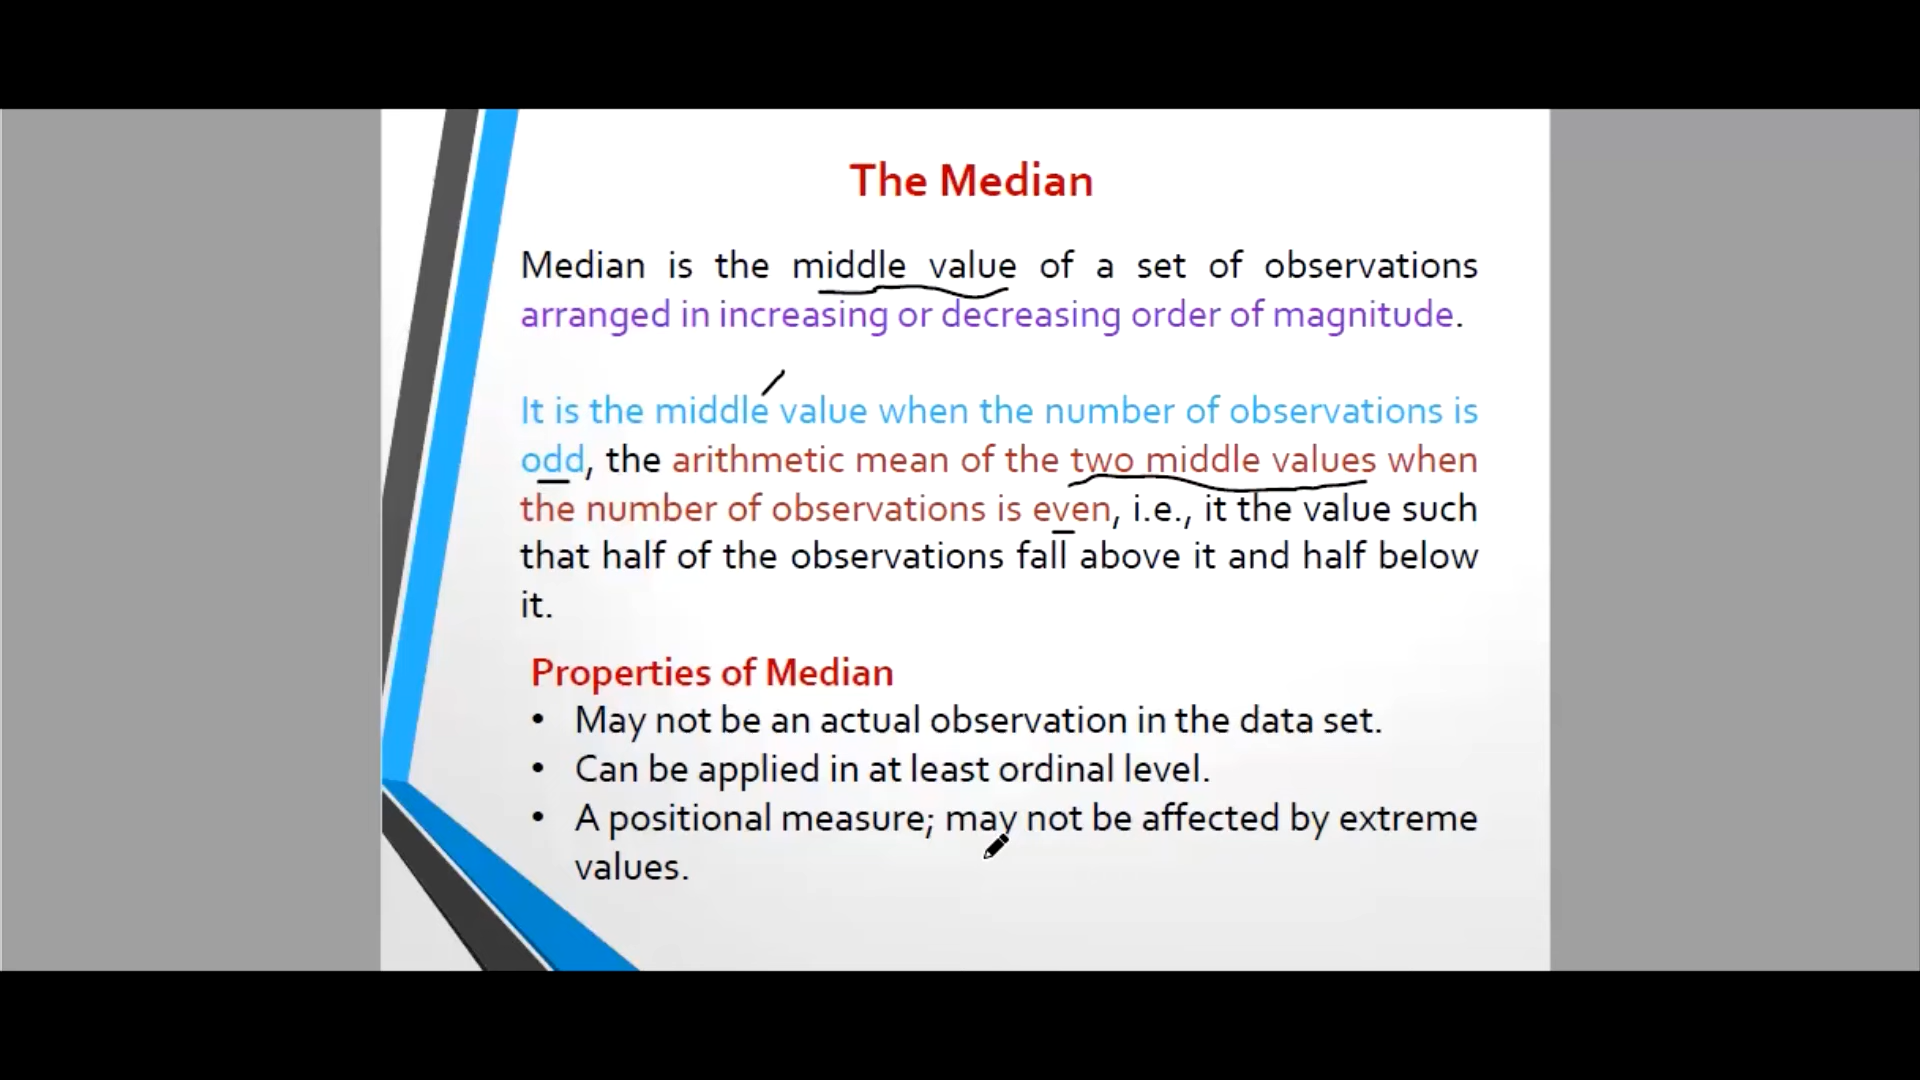 The Median
Median is the middle value of a set of observations
arranged in increasing or decreasing order of magnitude.
It is the middle value when the number of observations is
odd, the arithmetic mean of the two middle values when
the number of observations is even, i.e., it the value such
that half of the observations fall above it and half below
it.
Properties of Median
• May not be an actual observation in the data set.
• Can be applied in at least ordinal level.
• A positional measure; may not be affected by extreme
values.